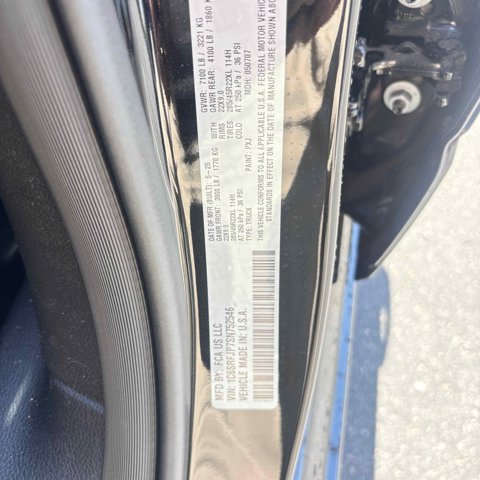 MFD BY: FCA US LLC
DATE OF MFR (BUILT): 5-25
GVWR: 7100 LB / 3221 KG
GAWR FRONT: 3900 LB / 1770 KG
WITH
GAWR REAR: 4100 LB / 1860 KG
22X9.0
RIMS
22X9.0
285/45R22XL 114H
TIRES
285/45R22XL 114H
AT 250 kPa / 36 PSI
COLD
AT 250 kPa / 36 PSI
TYPE: TRUCK
PAINT: PXJ
MDH: 050707
THIS VEHICLE CONFORMS TO ALL APPLICABLE U.S.A. FEDERAL MOTOR VEHICLE
STANDARDS IN EFFECT ON THE DATE OF MANUFACTURE SHOWN ABOVE
VIN: 1C6SRFJP7SN752546
VEHICLE MADE IN: U.S.A.